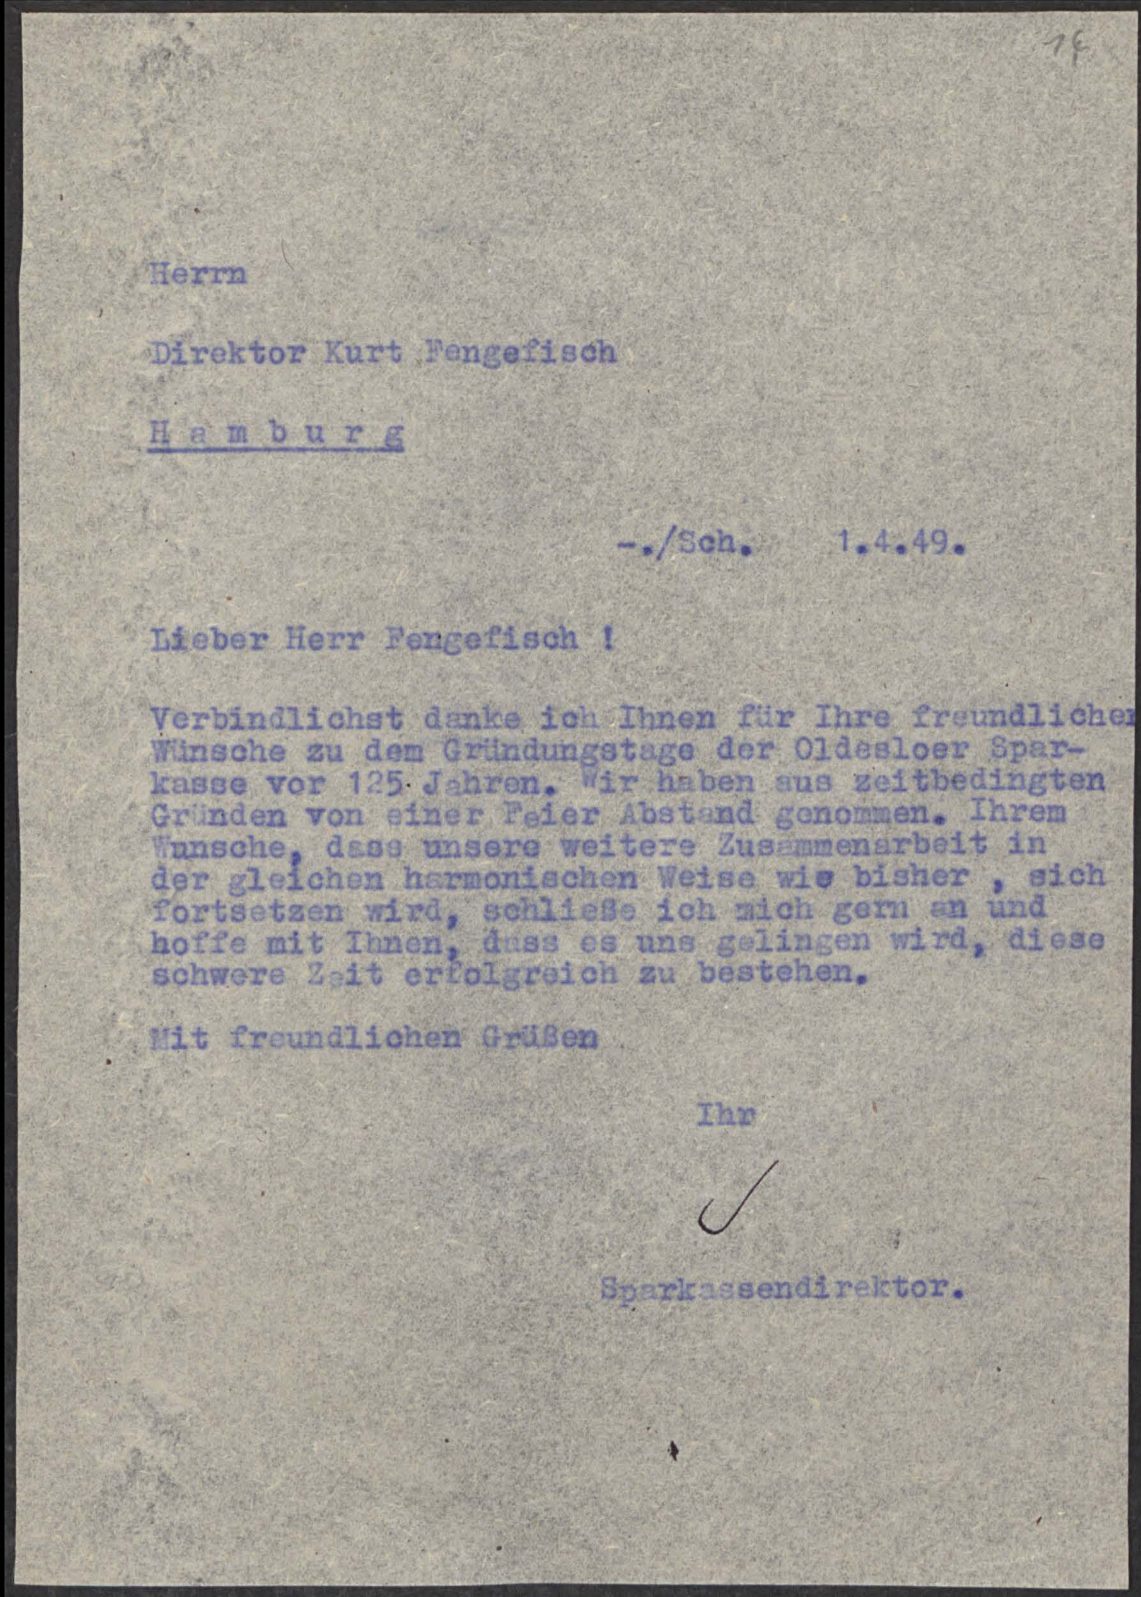 14
Herrn
Direktor Kurt Fengefisch
H a m b u r g
-./Sch. 1.4.49.
Lieber Herr Fengefisch !
Verbindlichst danke ich Ihnen für Ihre freundlichen
Wünsche zu dem Gründungstage der Oldesloer Spar-
kasse vor 125 Jahren. Wir haben aus zeitbedingten
Gründen von einer Feier Abstand genommen. Ihrem
Wunsche, dass unsere weitere Zusammenarbeit in
der gleichen harmonischen Weise wie bisher , sich
fortsetzen wird, schließe ich mich gern an und
hoffe mit Ihnen, dass es uns gelingen wird, diese
schwere Zeit erfolgreich zu bestehen.
Mit freundlichen Grüßen
Ihr
Sparkassendirektor.